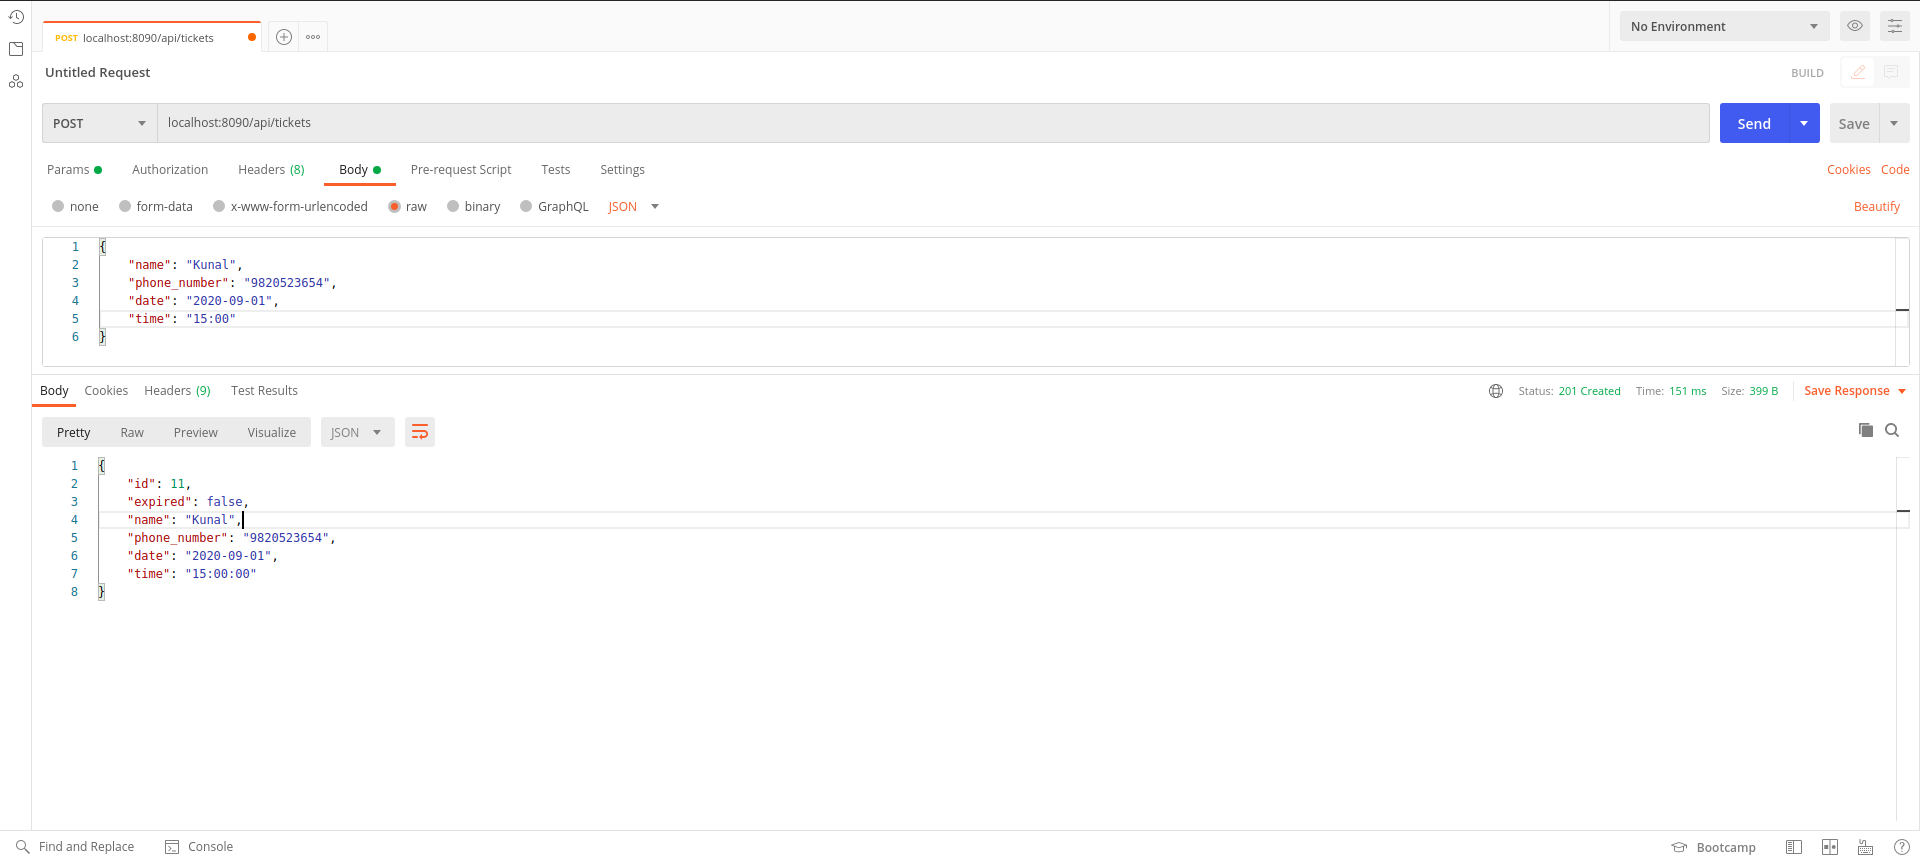 POST localhost:8090/api/tickets
No Environment
Untitled Request
BUILD
POST localhost:8090/api/tickets Send Save
Params Authorization Headers (8) Body Pre-request Script Tests Settings Cookies Code
none form-data x-www-form-urlencoded raw binary GraphQL JSON Beautify
1 {
2 "name": "Kunal",
3 "phone_number": "9820523654",
4 "date": "2020-09-01",
5 "time": "15:00"
6 }
Body Cookies Headers (9) Test Results Status: 201 Created Time: 151 ms Size: 399 B Save Response
Pretty Raw Preview Visualize JSON
1 {
2 "id": 11,
3 "expired": false,
4 "name": "Kunal",
5 "phone_number": "9820523654",
6 "date": "2020-09-01",
7 "time": "15:00:00"
8 }
Find and Replace Console Bootcamp